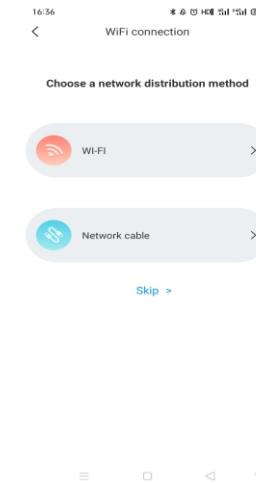 16:36
WiFi connection
Choose a network distribution method
WI-FI
Network cable
Skip >